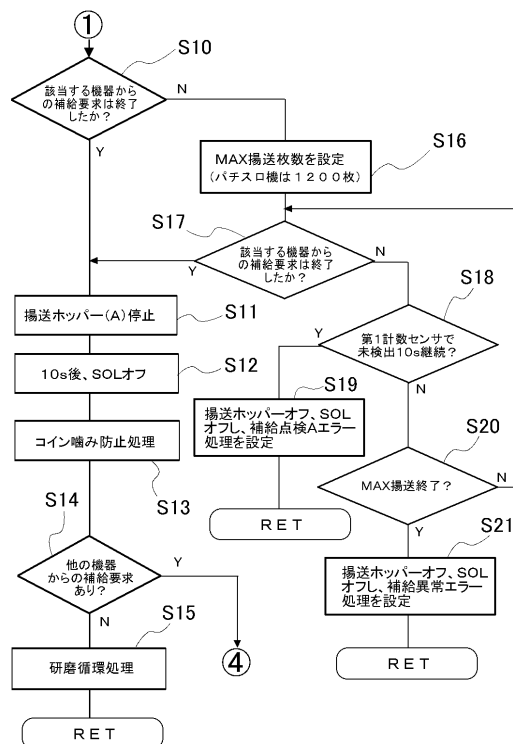 ①
S10
該当する機器から
の補給要求は終了
したか？
N
Y
S16
MAX揚送枚数を設定
（パチスロ機は１２００枚）
S17
該当する機器から
の補給要求は終了
したか？
Y
N
S11
揚送ホッパー（A）停止
S18
第1計数センサで
未検出10s継続？
Y
N
S12
10s後、SOLオフ
S19
揚送ホッパーオフ、SOL
オフし、補給点検Aエラー
処理を設定
RET
S13
コイン噛み防止処理
S20
MAX揚送終了？
N
Y
S14
他の機器
からの補給要求
あり？
Y
N
④
S21
揚送ホッパーオフ、SOL
オフし、補給異常エラー
処理を設定
RET
S15
研磨循環処理
RET